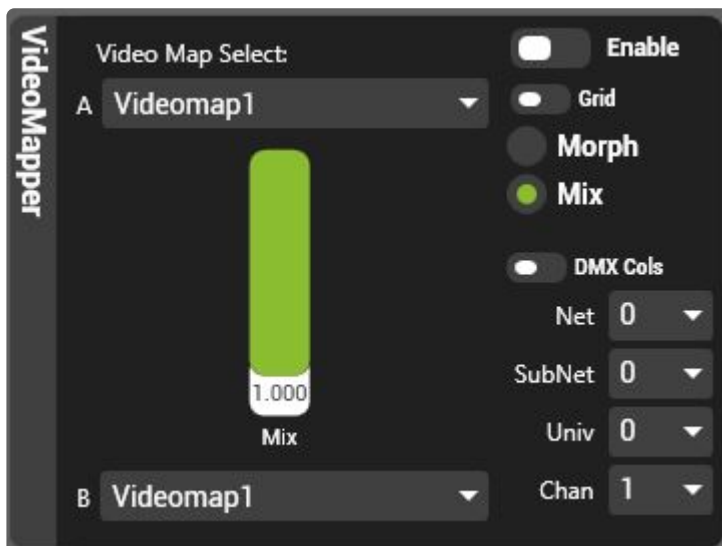 VideoMapper
Video Map Select:
A Videomap1
1.000
Mix
B Videomap1
Enable
Grid
Morph
Mix
DMX Cols
Net 0
SubNet 0
Univ 0
Chan 1